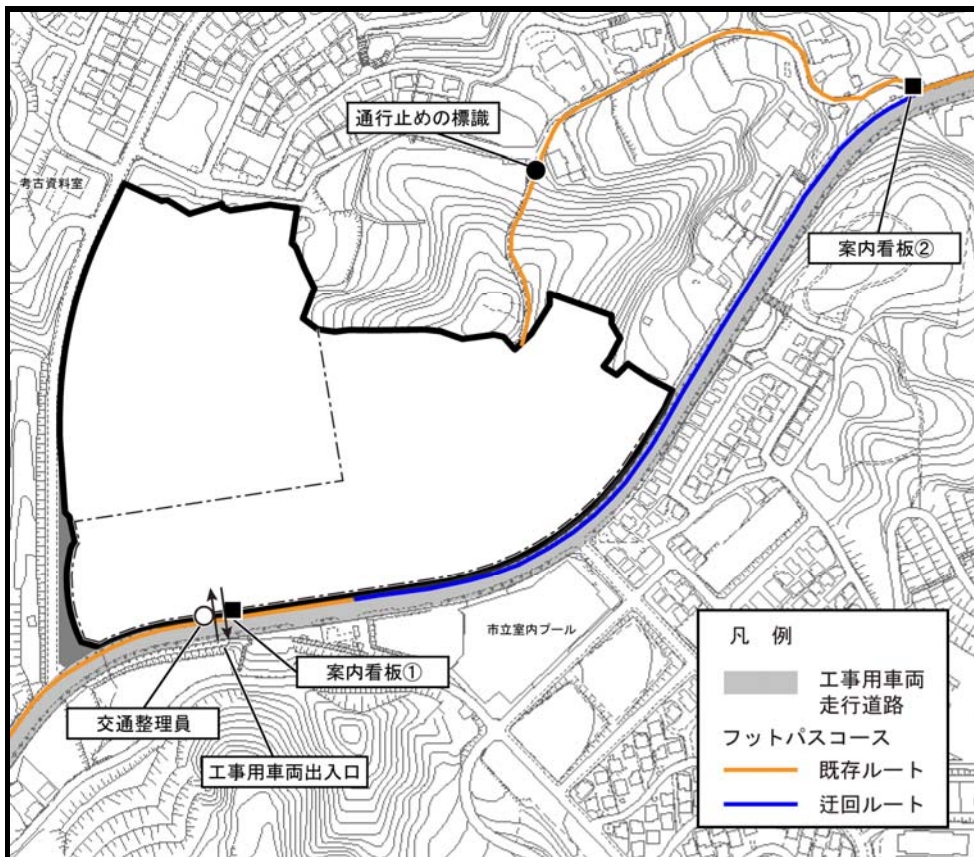 通行止めの標識
考古資料室
案内看板②
市立室内プール
案内看板①
交通整理員
工事用車両出入口
凡 例
工事用車両
走行道路
フットパスコース
既存ルート
迂回ルート